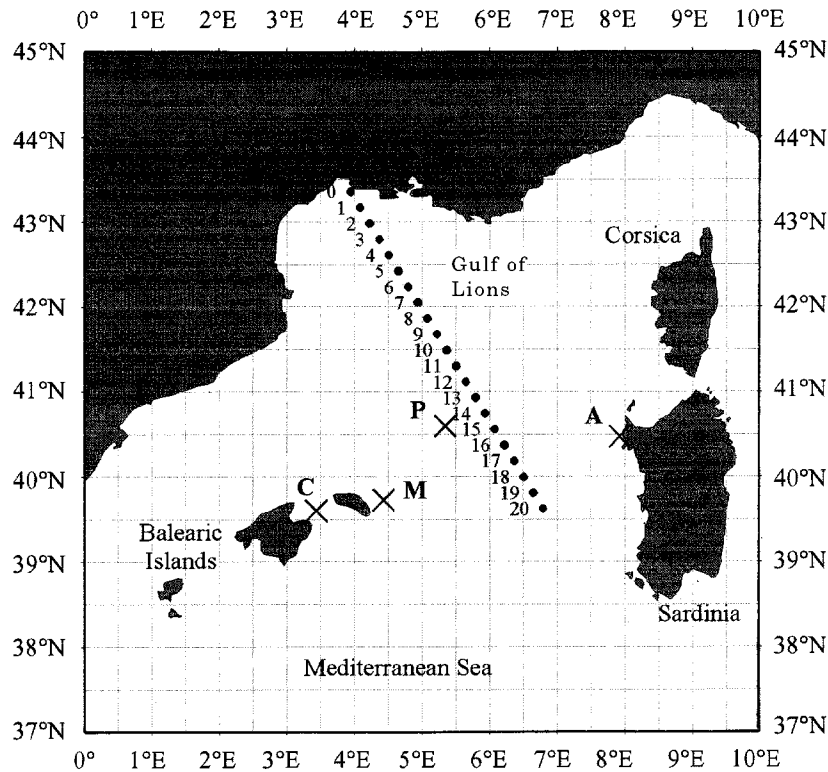 0° 1°E 2°E 3°E 4°E 5°E 6°E 7°E 8°E 9°E 10°E
45°N 45°N
44°N 44°N
0
43°N 43°N
1
2
Corsica
3
4
Gulf of
5
Lions
6
42°N 42°N
7
8
9
10
41°N 41°N
11
12
13
P 14 A
15
16
40°N 40°N
17
C M 18
19
20
Balearic
39°N 39°N
Islands
Sardinia
38°N 38°N
Mediterranean Sea
37°N 37°N
0° 1°E 2°E 3°E 4°E 5°E 6°E 7°E 8°E 9°E 10°E